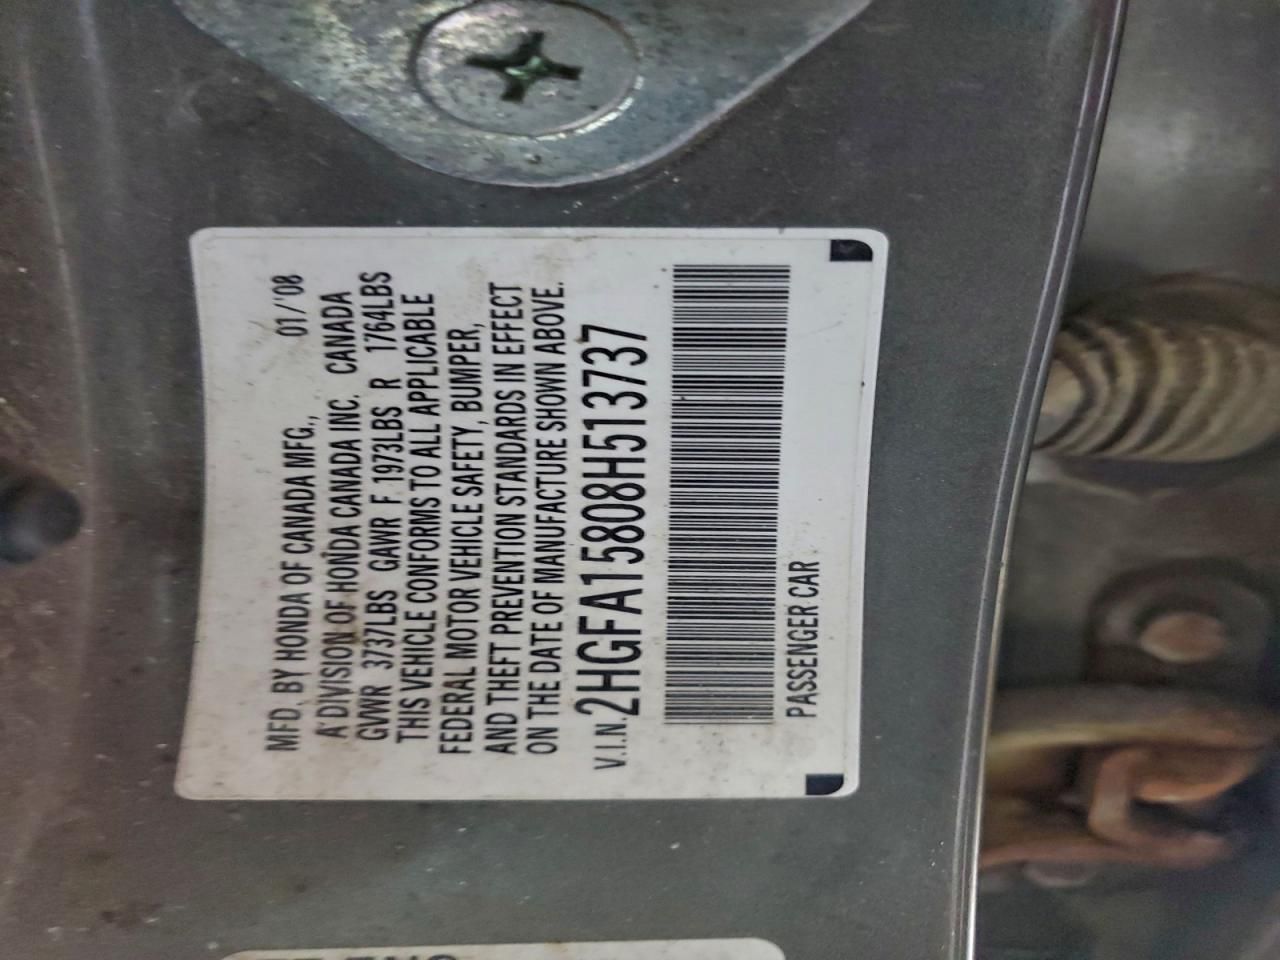 MFD. BY HONDA OF CANADA MFG., 01/'08
A DIVISION OF HONDA CANADA INC. CANADA
GVWR 3737LBS GAWR F 1973LBS R 1764LBS
THIS VEHICLE CONFORMS TO ALL APPLICABLE
FEDERAL MOTOR VEHICLE SAFETY, BUMPER,
AND THEFT PREVENTION STANDARDS IN EFFECT
ON THE DATE OF MANUFACTURE SHOWN ABOVE.
V.I.N. 2HGFA15808H513737
PASSENGER CAR